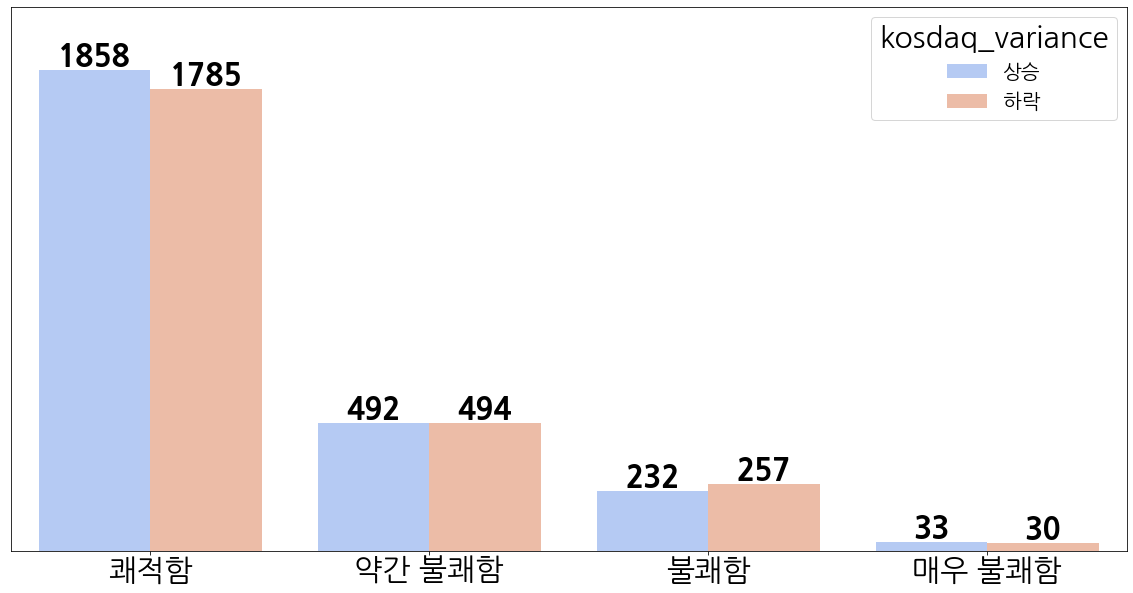 kosdaq_variance
상승
하락
1858
1785
492
494
232
257
33
30
쾌적함
약간 불쾌함
불쾌함
매우 불쾌함